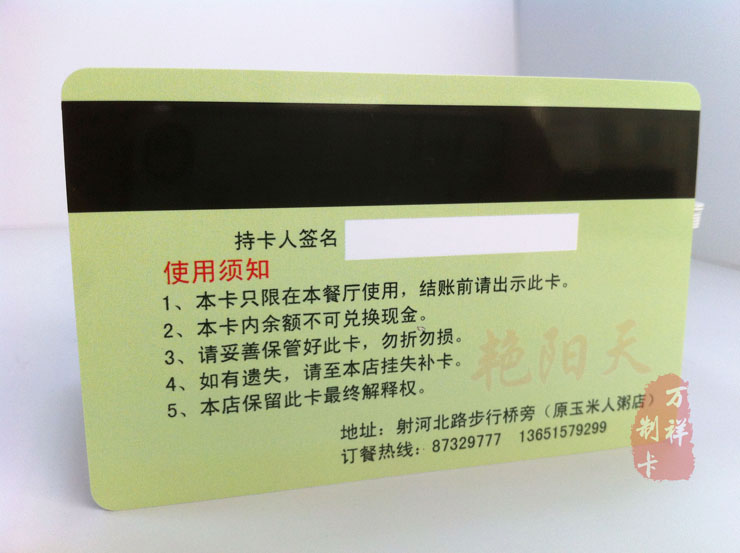 持卡人签名
使用须知
1、本卡只限在本餐厅使用，结账前请出示此卡。
2、本卡内余额不可兑换现金。
3、请妥善保管好此卡，勿折勿损。
4、如有遗失，请至本店挂失补卡。
5、本店保留此卡最终解释权。
艳阳天
地址：射河北路步行桥旁（原玉米人粥店）
订餐热线：87329777 13651579299
万祥
制卡